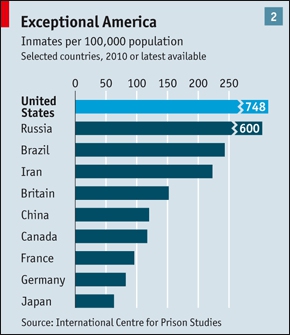 Exceptional America
2
Inmates per 100,000 population
Selected countries, 2010 or latest available
0 50 100 150 200 250
United
States
748
Russia
600
Brazil
Iran
Britain
China
Canada
France
Germany
Japan
Source: International Centre for Prison Studies